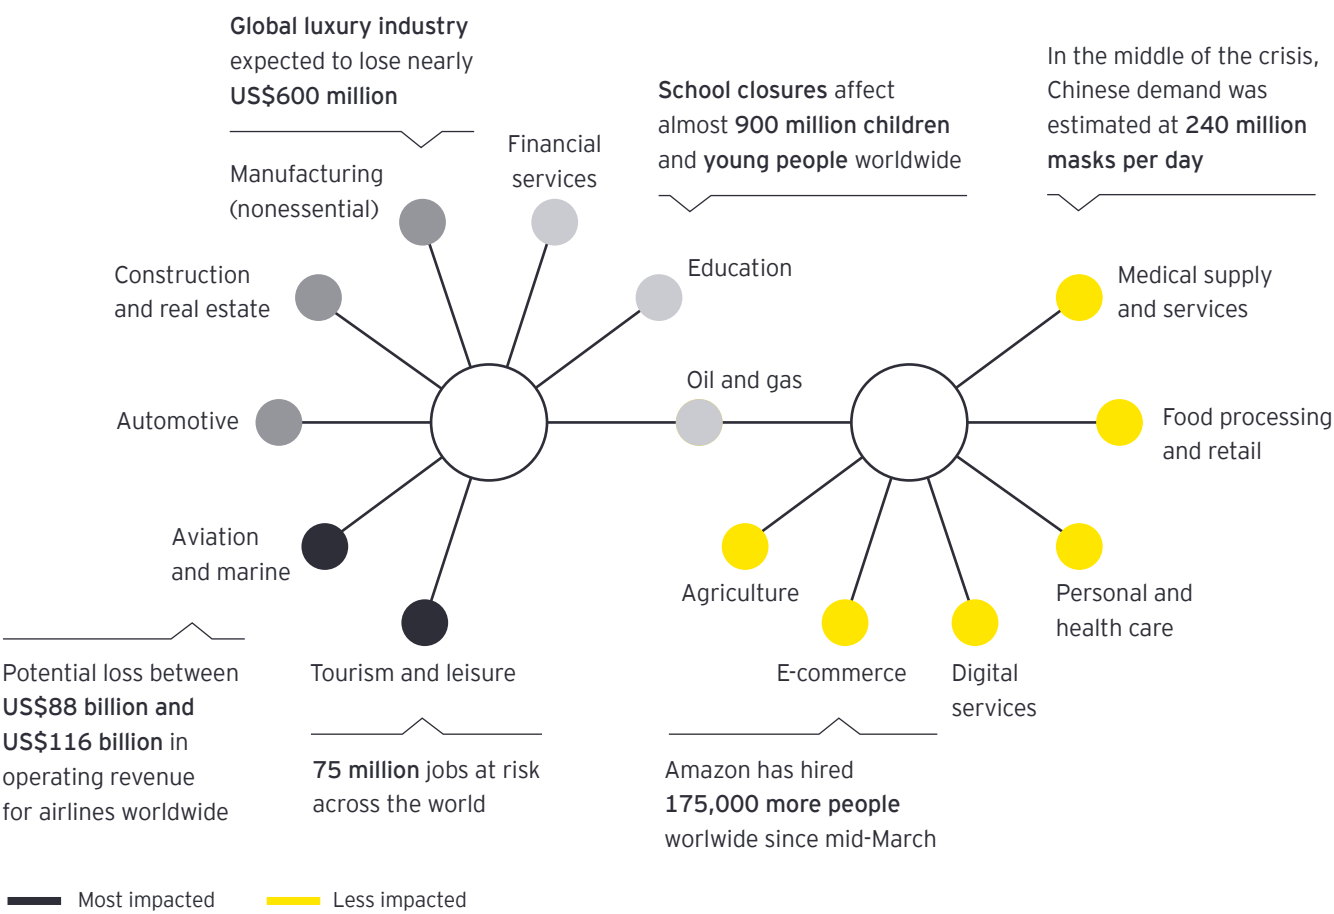 Global luxury industry
expected to lose nearly
US$600 million
Manufacturing
(nonessential)
Financial
services
School closures affect
almost 900 million children
and young people worldwide
In the middle of the crisis,
Chinese demand was
estimated at 240 million
masks per day
Construction
and real estate
Education
Medical supply
and services
Automotive
Oil and gas
Food processing
and retail
Aviation
and marine
Agriculture
Personal and
health care
Potential loss between
US$88 billion and
US$116 billion in
operating revenue
for airlines worldwide
Tourism and leisure
75 million jobs at risk
across the world
E-commerce
Digital
services
Amazon has hired
175,000 more people
worlwide since mid-March
Most impacted
Less impacted